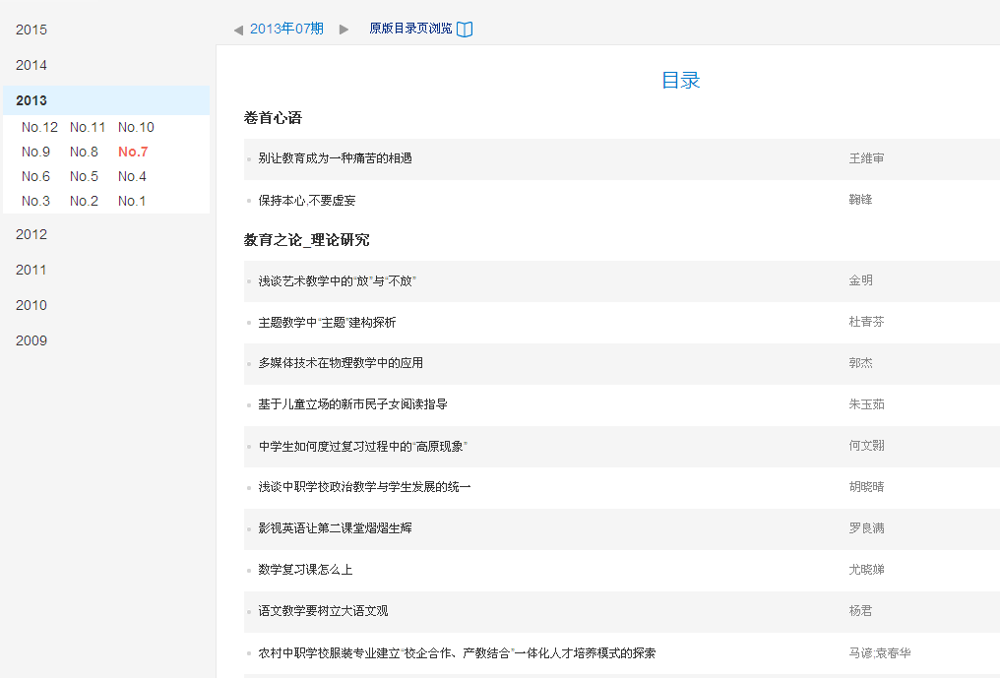 2015
2014
2013
No.12 No.11 No.10
No.9 No.8 No.7
No.6 No.5 No.4
No.3 No.2 No.1
2012
2011
2010
2009
2013年07期 原版目录页浏览
目录
卷首心语
别让教育成为一种痛苦的相遇 王维审
保持本心,不要虚妄 鞠锋
教育之论_理论研究
浅谈艺术教学中的“放”与“不放” 金明
主题教学中“主题”建构探析 杜青芬
多媒体技术在物理教学中的应用 郭杰
基于儿童立场的新市民子女阅读指导 朱玉茹
中学生如何度过复习过程中的“高原现象” 何文翾
浅谈中职学校政治教学与学生发展的统一 胡晓晴
影视英语让第二课堂熠熠生辉 罗良满
数学复习课怎么上 尤晓娣
语文教学要树立大语文观 杨君
农村中职学校服装专业建立“校企合作、产教结合”一体化人才培养模式的探索 马谚;袁春华